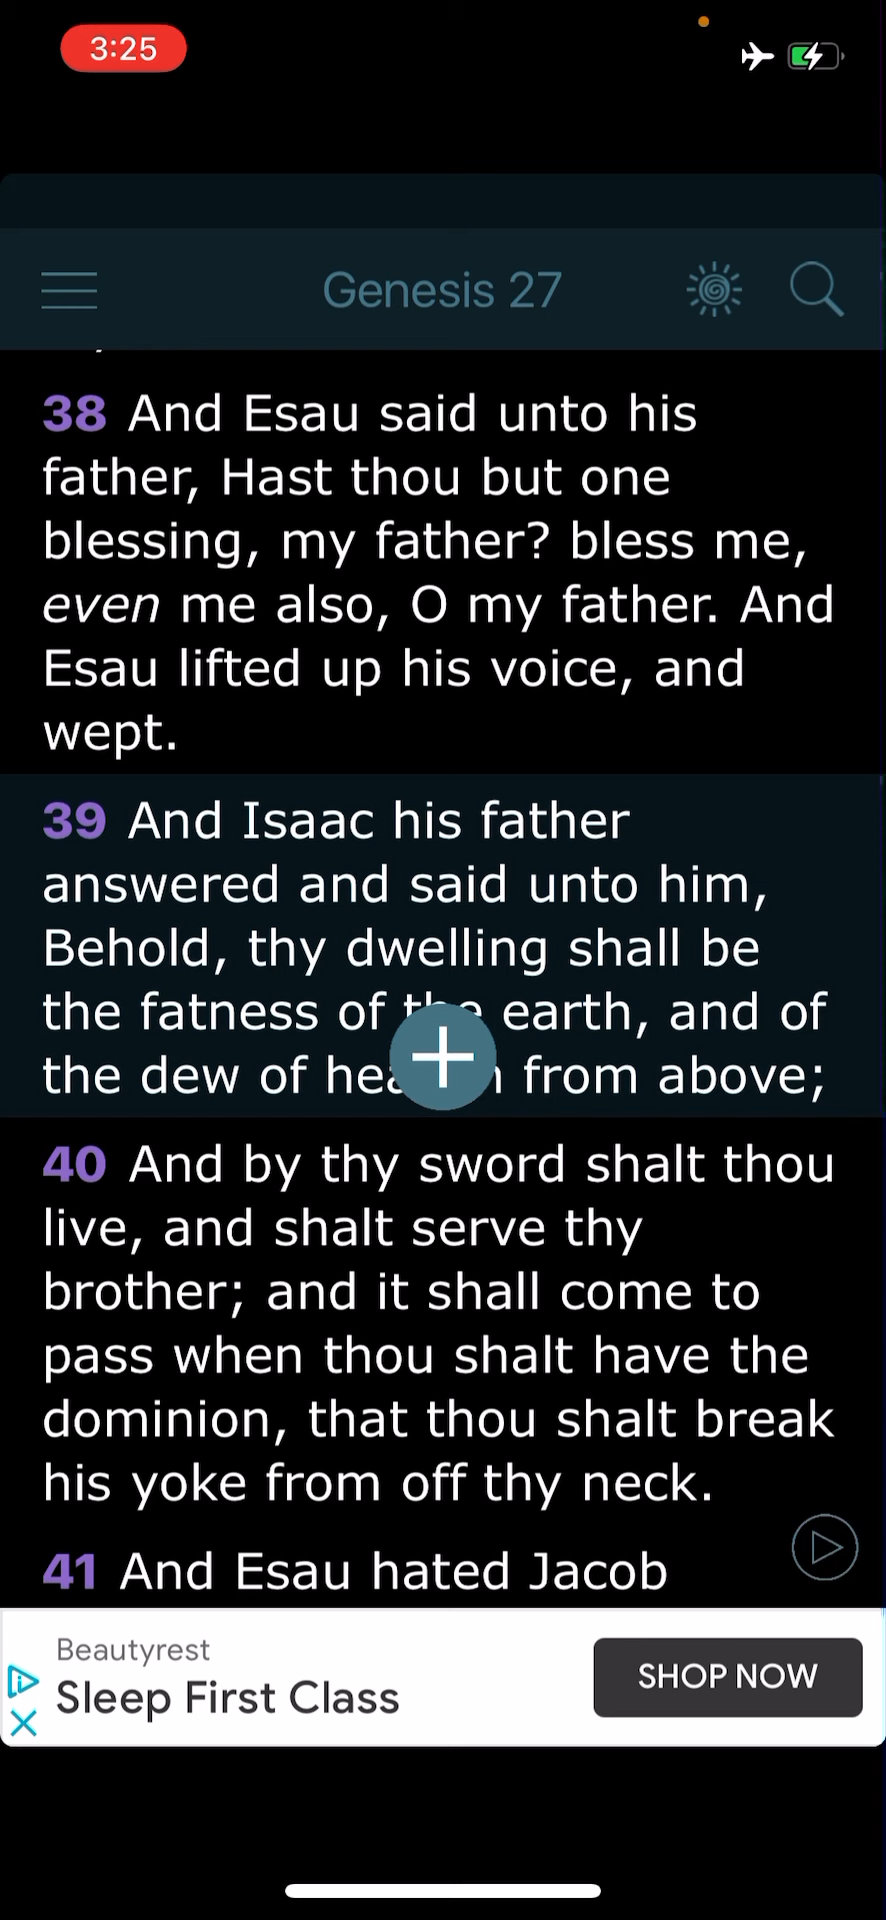 3:25
Genesis 27
38 And Esau said unto his
father, Hast thou but one
blessing, my father? bless me,
even me also, O my father. And
Esau lifted up his voice, and
wept.
39 And Isaac his father
answered and said unto him,
Behold, thy dwelling shall be
the fatness of the earth, and of
the dew of from above;
40 And by thy sword shalt thou
live, and shalt serve thy
brother; and it shall come to
pass when thou shalt have the
dominion, that thou shalt break
his yoke from off thy neck.
41 And Esau hated Jacob
Beautyrest
Sleep First Class
SHOP NOW